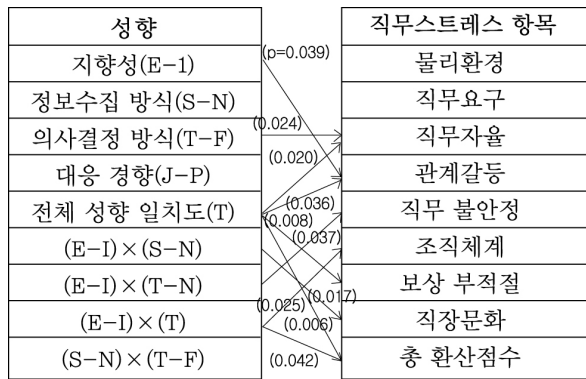 성향
직무스트레스 항목
지향성(E-1)
(p=0.039)
물리환경
정보수집 방식(S-N)
직무요구
의사결정 방식(T-F)
(0.024)
직무자율
(0.020)
대응 경향(J-P)
관계갈등
전체 성향 일치도(T)
(0.036)
(0.008)
직무 불안정
(E-I)×(S-N)
(0.037)
조직체계
(E-I)×(T-N)
(0.017)
보상 부적절
(0.025)
(E-I)×(T)
(0.006)
직장문화
(S-N)×(T-F)
(0.042)
총 환산점수